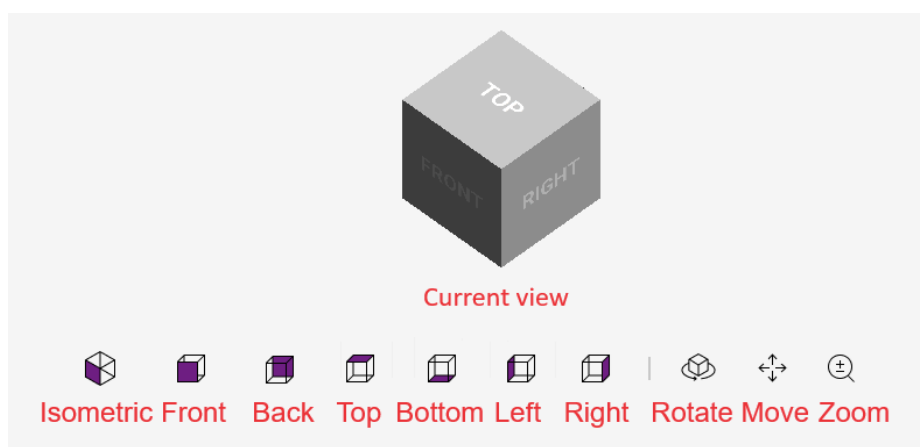 TOP
FRONT RIGHT
Current view
Isometric Front Back Top Bottom Left Right Rotate Move Zoom